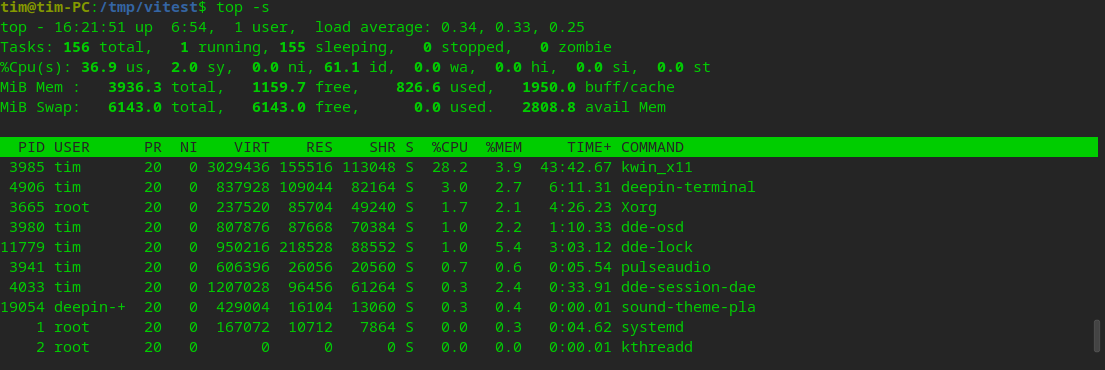 tim@tim-PC:/tmp/vitest$ top -s
top - 16:21:51 up  6:54,  1 user,  load average: 0.34, 0.33, 0.25
Tasks: 156 total,   1 running, 155 sleeping,   0 stopped,   0 zombie
%Cpu(s): 36.9 us,  2.0 sy,  0.0 ni, 61.1 id,  0.0 wa,  0.0 hi,  0.0 si,  0.0 st
MiB Mem :   3936.3 total,   1159.7 free,    826.6 used,   1950.0 buff/cache
MiB Swap:   6143.0 total,   6143.0 free,      0.0 used.   2808.8 avail Mem
  PID USER      PR  NI    VIRT    RES    SHR S  %CPU  %MEM     TIME+ COMMAND
 3985 tim       20   0 3029436 155516 113048 S  28.2   3.9  43:42.67 kwin_x11
 4906 tim       20   0  837928 109044  82164 S   3.0   2.7   6:11.31 deepin-terminal
 3665 root      20   0  237520  85704  49240 S   1.7   2.1   4:26.23 Xorg
 3980 tim       20   0  807876  87668  70384 S   1.0   2.2   1:10.33 dde-osd
11779 tim       20   0  950216 218528  88552 S   1.0   5.4   3:03.12 dde-lock
 3941 tim       20   0  606396  26056  20560 S   0.7   0.6   0:05.54 pulseaudio
 4033 tim       20   0 1207028  96456  61264 S   0.3   2.4   0:33.91 dde-session-dae
19054 deepin-+  20   0  429004  16104  13060 S   0.3   0.4   0:00.01 sound-theme-pla
    1 root      20   0  167072  10712   7864 S   0.0   0.3   0:04.62 systemd
    2 root      20   0       0      0      0 S   0.0   0.0   0:00.01 kthreadd